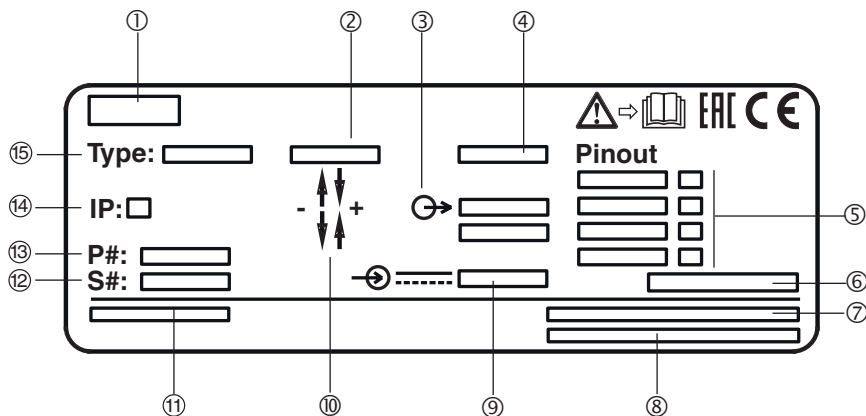 ① ② ③ ④
EAC CE
⑮ Type: Pinout
⑭ IP: - +
⑤
⑬ P#:
⑫ S#:
⑥
⑦
⑪ ⑩ ⑨ ⑧